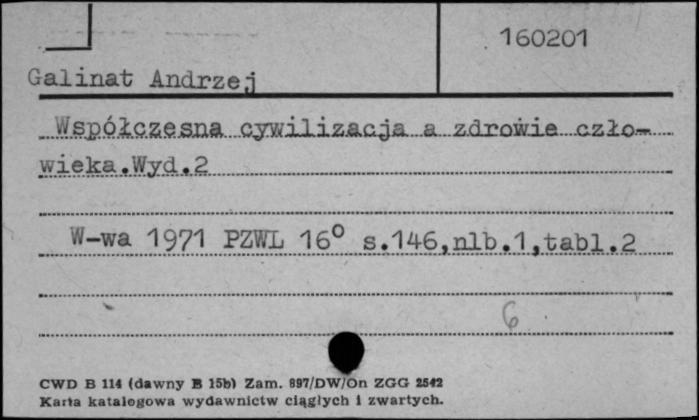 160201
Galinat Andrzej
Współczesna cywilizacja a zdrowie czło-
wieka.Wyd.2
W-wa 1971 PZWL 16° s.146,nlb.1,tabl.2
6
CWD B 114 (dawny B 15b) Zam. 897/DW/On ZGG 2542
Karta katalogowa wydawnictw ciągłych i zwartych.